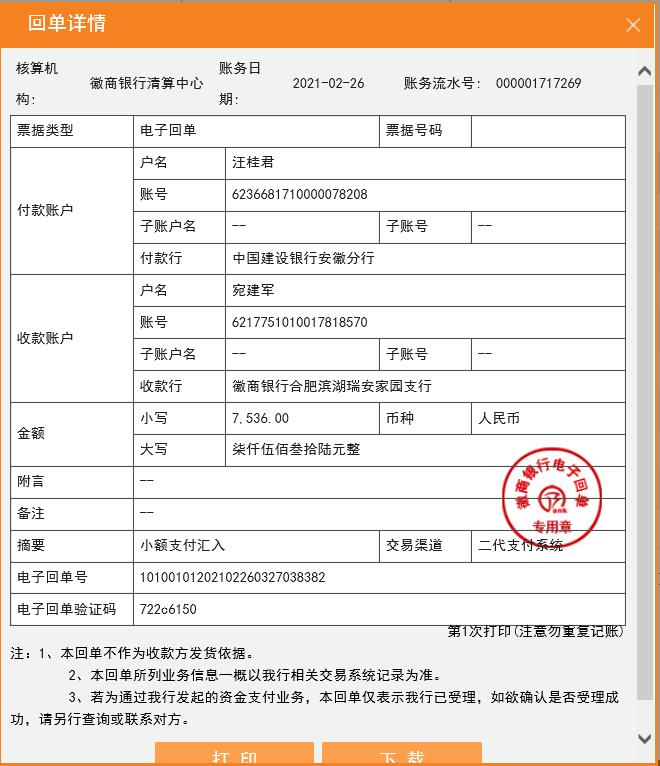 回单详情
核算机构: 徽商银行清算中心 账务日期: 2021-02-26 账务流水号: 000001717269
票据类型 电子回单 票据号码
付款账户 户名 汪桂君
账号 6236681710000078208
子账户名 -- 子账号 --
付款行 中国建设银行安徽分行
收款账户 户名 宛建军
账号 6217751010017818570
子账户名 -- 子账号 --
收款行 徽商银行合肥滨湖瑞安家园支行
金额 小写 7,536.00 币种 人民币
大写 柒仟伍佰叁拾陆元整
附言 --
备注 --
徽商银行电子回单
ank
专用章
摘要 小额支付汇入 交易渠道 二代支付系统
电子回单号 10100101202102260327038382
电子回单验证码 722c6150
第1次打印(注意勿重复记账)
注：1、本回单不作为收款方发货依据。
2、本回单所列业务信息一概以我行相关交易系统记录为准。
3、若为通过我行发起的资金支付业务，本回单仅表示我行已受理，如欲确认是否受理成
功，请另行查询或联系对方。
打 印 下 载